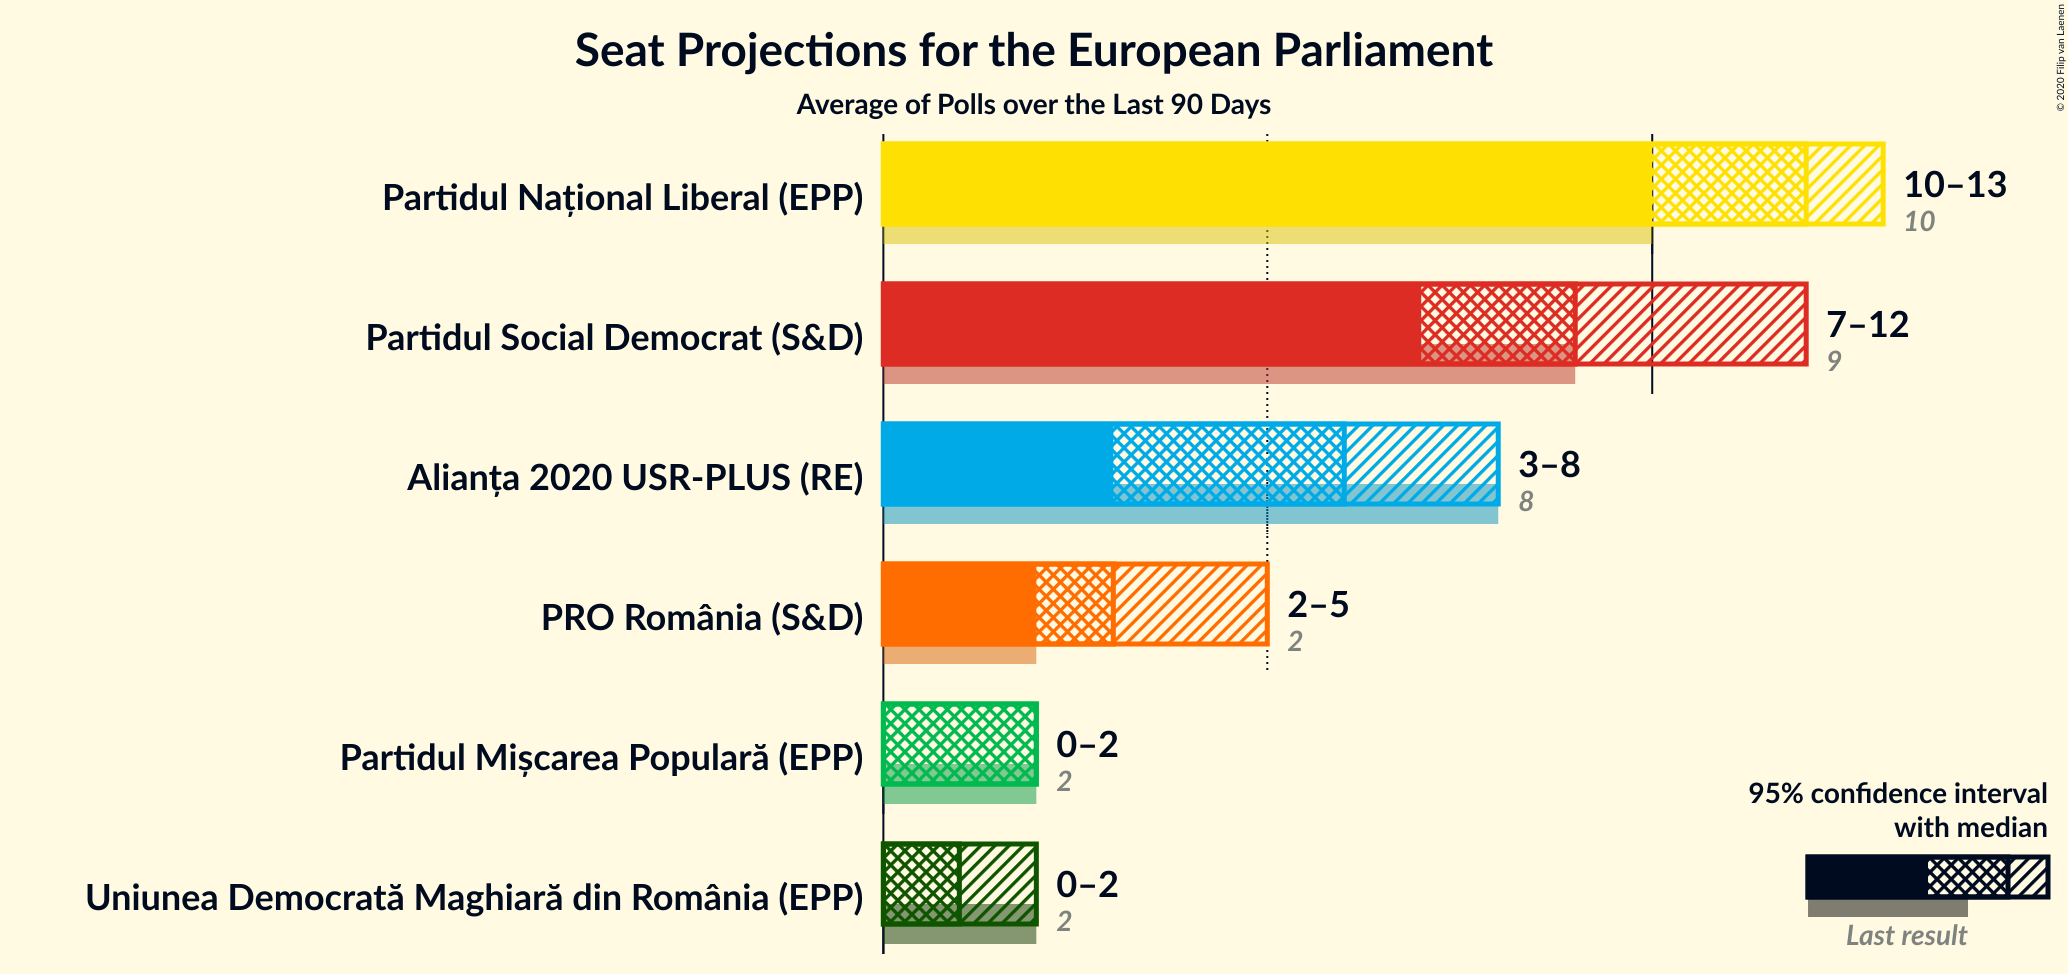 Seat Projections for the European Parliament
Average of Polls over the Last 90 Days
© 2020 Filip van Laenen
Partidul Național Liberal (EPP)
10–13
10
Partidul Social Democrat (S&D)
7–12
9
Alianța 2020 USR-PLUS (RE)
3–8
8
PRO România (S&D)
2–5
2
Partidul Mișcarea Populară (EPP)
0–2
2
Uniunea Democrată Maghiară din România (EPP)
0–2
2
95% confidence interval
with median
Last result